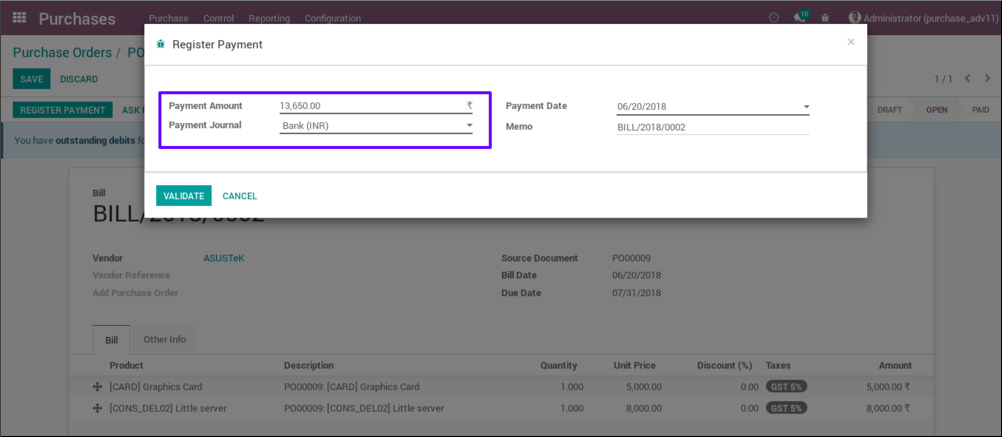 Purchases Purchase Control Reporting Configuration 10 Administrator (purchase_adv11)
Purchase Orders / PO
Register Payment ×
SAVE DISCARD 1 / 1
Payment Amount 13,650.00 ₹ Payment Date 06/20/2018
REGISTER PAYMENT ASK DRAFT OPEN PAID
Payment Journal Bank (INR) Memo BILL/2018/0002
You have outstanding debits fo
VALIDATE CANCEL
Bill
BILL/2018/0002
Vendor ASUSTeK Source Document PO00009
Vendor Reference Bill Date 06/20/2018
Add Purchase Order Due Date 07/31/2018
Bill Other Info
Product Description Quantity Unit Price Discount (%) Taxes Amount
[CARD] Graphics Card PO00009: [CARD] Graphics Card 1.000 5,000.00 0.00 GST 5% 5,000.00 ₹
[CONS_DEL02] Little server PO00009: [CONS_DEL02] Little server 1.000 8,000.00 0.00 GST 5% 8,000.00 ₹